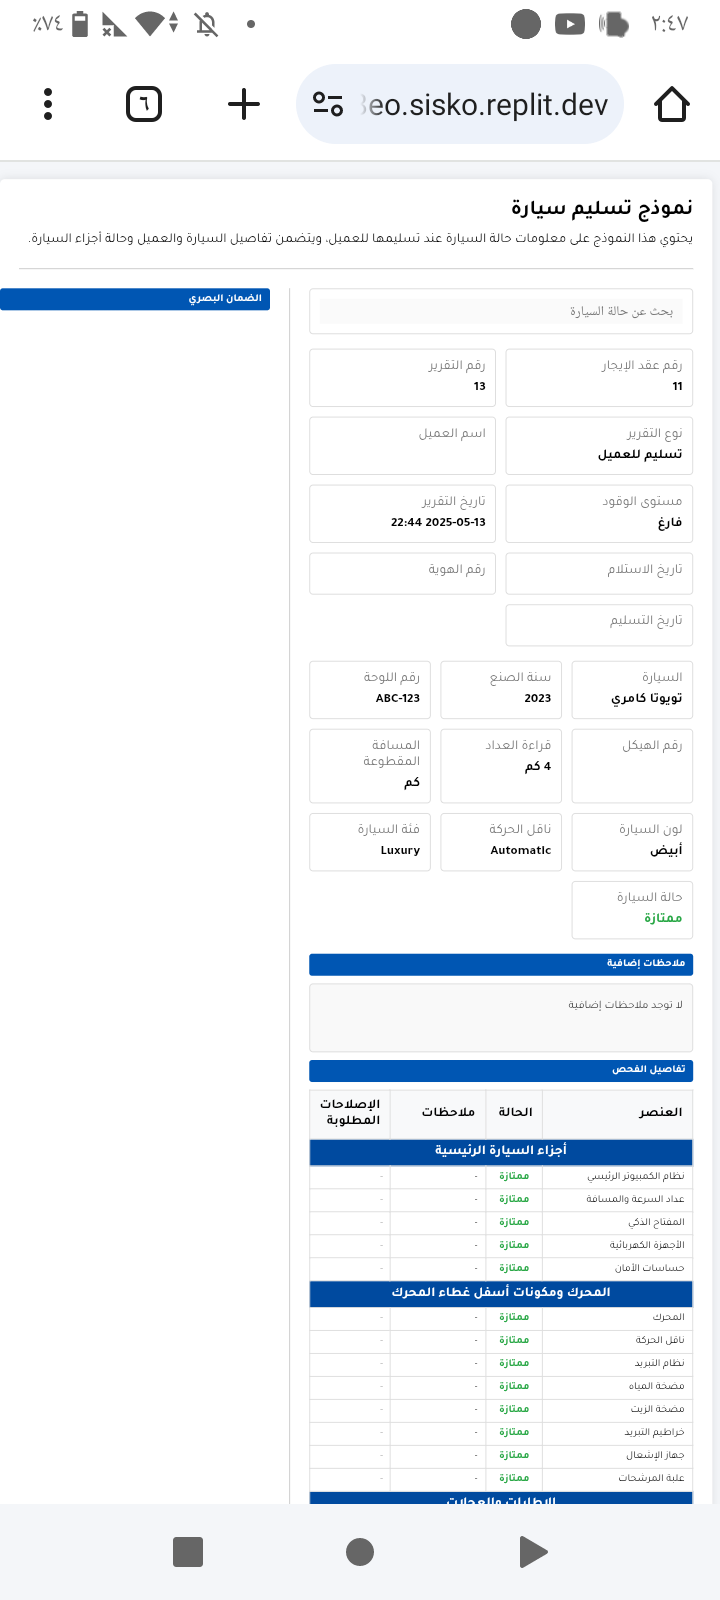 ٢:٤٧
٪٧٤
٦
eo.sisko.replit.dev
نموذج تسليم سيارة
يحتوي هذا النموذج على معلومات حالة السيارة عند تسليمها للعميل، ويتضمن تفاصيل السيارة والعميل وحالة أجزاء السيارة.
بحث عن حالة السيارة
رقم عقد الإيجار
11
رقم التقرير
13
نوع التقرير
تسليم للعميل
اسم العميل
مستوى الوقود
فارغ
تاريخ التقرير
22:44 2025-05-13
تاريخ الاستلام
رقم الهوية
تاريخ التسليم
السيارة
تويوتا كامري
سنة الصنع
2023
رقم اللوحة
ABC-123
رقم الهيكل
قراءة العداد
4 كم
المسافة
المقطوعة
كم
لون السيارة
أبيض
ناقل الحركة
Automatic
فئة السيارة
Luxury
حالة السيارة
ممتازة
ملاحظات إضافية
لا توجد ملاحظات إضافية
تفاصيل الفحص
العنصر الحالة ملاحظات الإصلاحات المطلوبة
أجزاء السيارة الرئيسية
نظام الكمبيوتر الرئيسي ممتازة - -
عداد السرعة والمسافة ممتازة - -
المفتاح الذكي ممتازة - -
الأجهزة الكهربائية ممتازة - -
حساسات الأمان ممتازة - -
المحرك ومكونات أسفل غطاء المحرك
المحرك ممتازة - -
ناقل الحركة ممتازة - -
نظام التبريد ممتازة - -
مضخة المياه ممتازة - -
مضخة الزيت ممتازة - -
خراطيم التبريد ممتازة - -
جهاز الإشعال ممتازة - -
علبة المرشحات ممتازة - -
الإطارات والعجلات
الضمان البصري